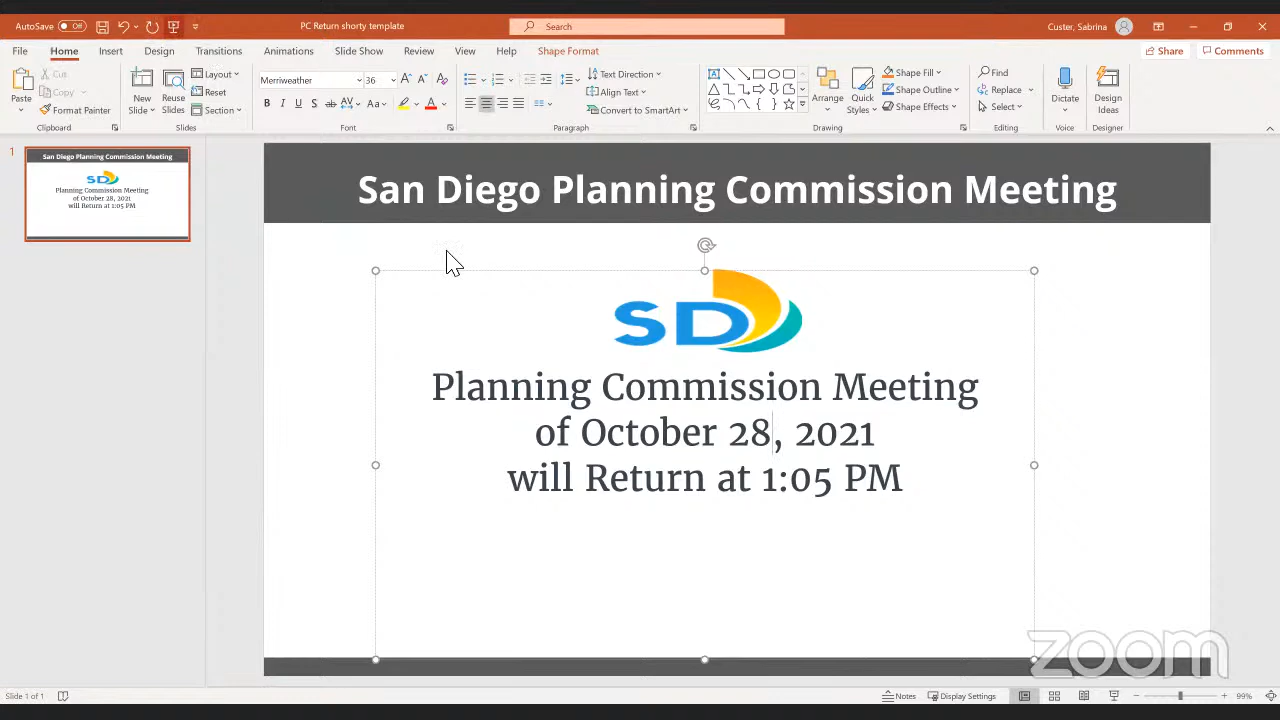 AutoSave Off
PC Return shorty template
Search
Custer, Sabrina
File Home Insert Design Transitions Animations Slide Show Review View Help Shape Format
Share Comments
Paste
Cut
Copy
Format Painter
Clipboard
New Slide
Reuse Slides
Layout
Reset
Section
Slides
Merriweather 36
Font
Text Direction
Align Text
Convert to SmartArt
Paragraph
Arrange
Quick Styles
Shape Fill
Shape Outline
Shape Effects
Drawing
Find
Replace
Select
Editing
Dictate
Voice
Design Ideas
Designer
1
San Diego Planning Commission Meeting
SD
Planning Commission Meeting
of October 28, 2021
will Return at 1:05 PM
San Diego Planning Commission Meeting
SD
Planning Commission Meeting
of October 28, 2021
will Return at 1:05 PM
zoom
Slide 1 of 1
Notes Display Settings 99%